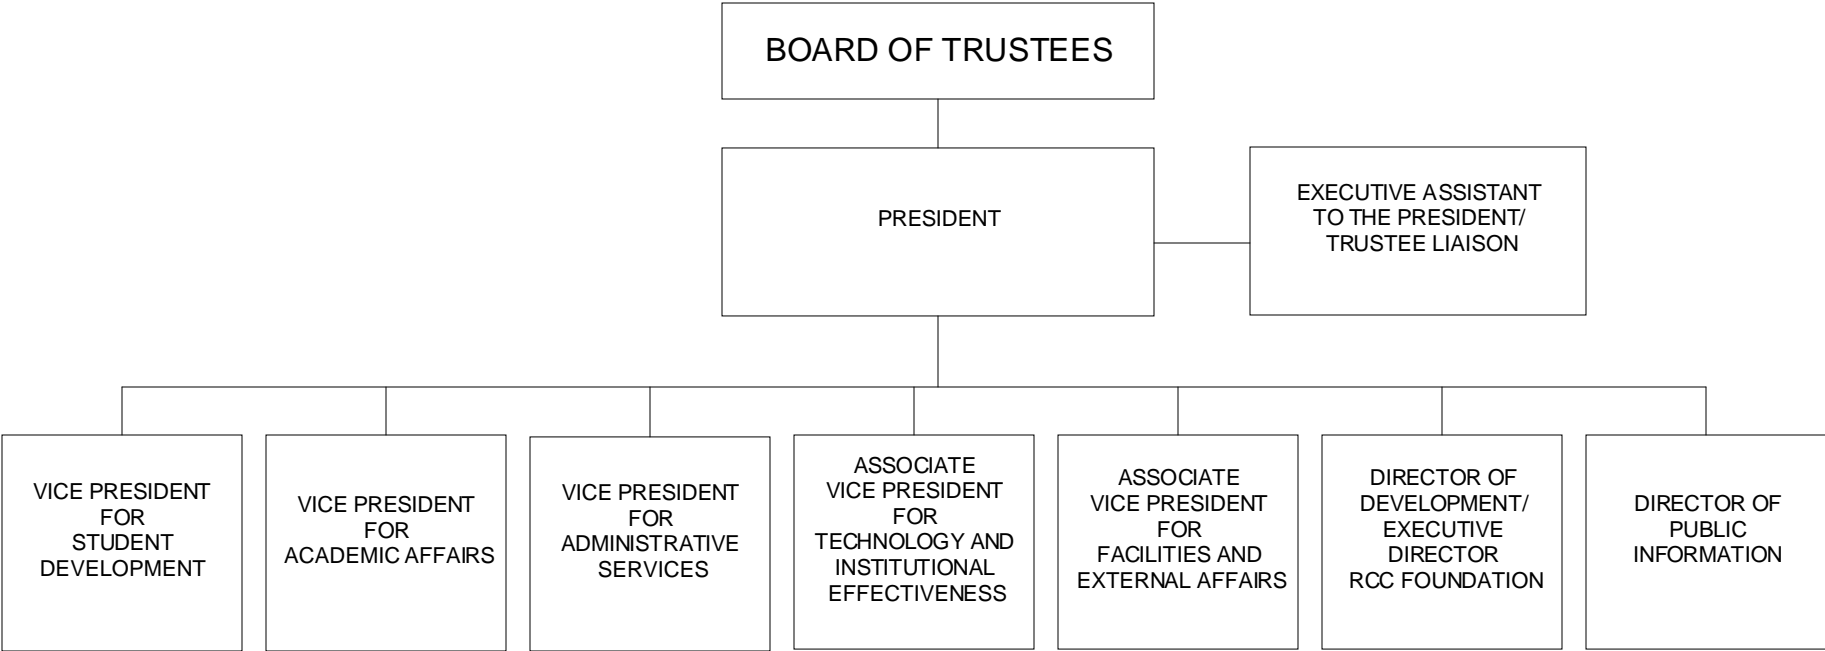 BOARD OF TRUSTEES
PRESIDENT
EXECUTIVE ASSISTANT
TO THE PRESIDENT/
TRUSTEE LIAISON
VICE PRESIDENT
FOR
STUDENT
DEVELOPMENT
VICE PRESIDENT
FOR
ACADEMIC AFFAIRS
VICE PRESIDENT
FOR
ADMINISTRATIVE
SERVICES
ASSOCIATE
VICE PRESIDENT
FOR
TECHNOLOGY AND
INSTITUTIONAL
EFFECTIVENESS
ASSOCIATE
VICE PRESIDENT
FOR
FACILITIES AND
EXTERNAL AFFAIRS
DIRECTOR OF
DEVELOPMENT/
EXECUTIVE
DIRECTOR
RCC FOUNDATION
DIRECTOR OF
PUBLIC
INFORMATION